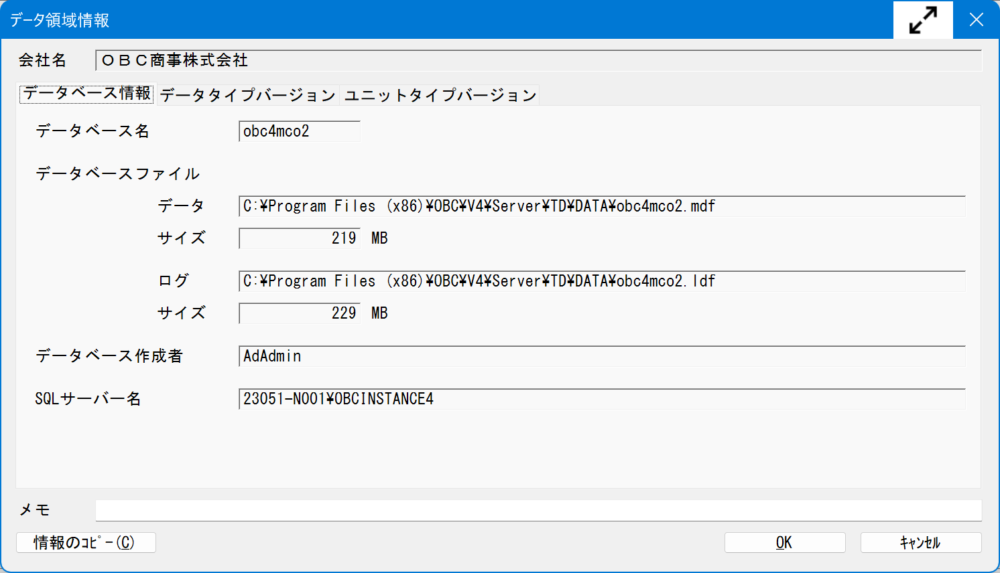 データ領域情報
会社名 ＯＢＣ商事株式会社
データベース情報 データタイプバージョン ユニットタイプバージョン
データベース名 obc4mco2
データベースファイル
データ C:¥Program Files (x86)¥OBC¥V4¥Server¥TD¥DATA¥obc4mco2.mdf
サイズ 219 MB
ログ C:¥Program Files (x86)¥OBC¥V4¥Server¥TD¥DATA¥obc4mco2.ldf
サイズ 229 MB
データベース作成者 AdAdmin
SQLサーバー名 23051-N001¥OBCINSTANCE4
メモ
情報のｺﾋﾟｰ(C) OK ｷｬﾝｾﾙ